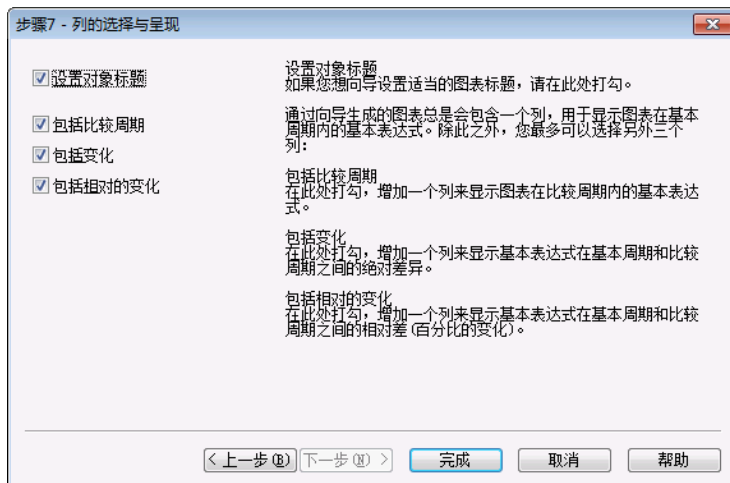 步骤7 - 列的选择与呈现
设置对象标题
包括比较周期
包括变化
包括相对的变化
设置对象标题
如果您想向导设置适当的图表标题，请在此处打勾。
通过向导生成的图表总是会包含一个列，用于显示图表在基本
周期内的基本表达式。除此之外，您最多可以选择另外三个
列：
包括比较周期
在此处打勾，增加一个列来显示图表在比较周期内的基本表达
式。
包括变化
在此处打勾，增加一个列来显示基本表达式在基本周期和比较
周期之间的绝对差异。
包括相对的变化
在此处打勾，增加一个列来显示基本表达式在基本周期和比较
周期之间的相对差(百分比的变化)。
< 上一步(B) 下一步(N) > 完成 取消 帮助